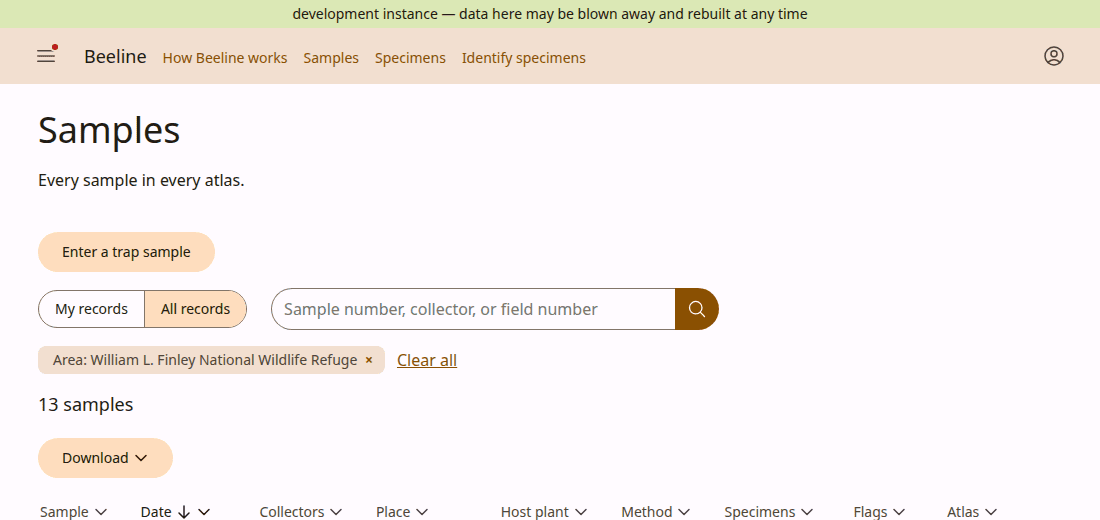 development instance — data here may be blown away and rebuilt at any time
Beeline How Beeline works Samples Specimens Identify specimens
Samples
Every sample in every atlas.
Enter a trap sample
My records All records Sample number, collector, or field number
Area: William L. Finley National Wildlife Refuge × Clear all
13 samples
Download
Sample Date ↓ Collectors Place Host plant Method Specimens Flags Atlas